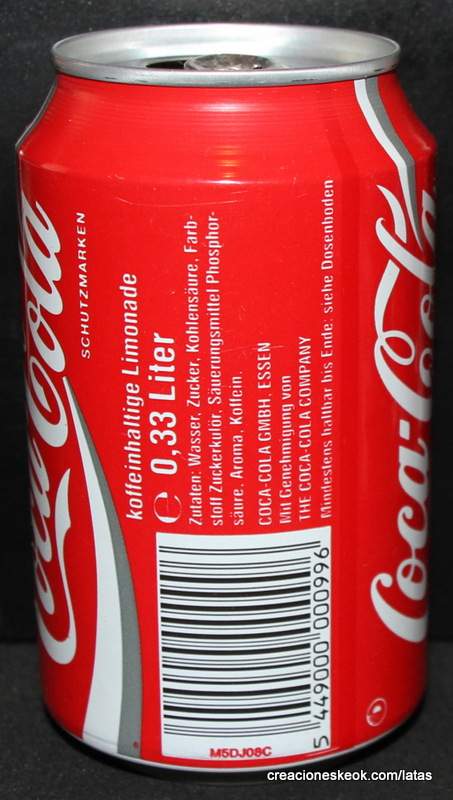 Coca-Cola
SCHUTZMARKEN
koffeinhaltige Limonade
e 0,33 Liter
Zutaten: Wasser, Zucker, Kohlensäure, Farb-
stoff Zuckerkulör, Säuerungsmittel Phosphor-
säure, Aroma, Koffein.
COCA-COLA GMBH, ESSEN
Mit Genehmigung von
THE COCA-COLA COMPANY
Mindestens haltbar bis Ende: siehe Dosenboden
5 449000 000996
M5DJ08C
Coca-Cola
creacioneskeok.com/latas